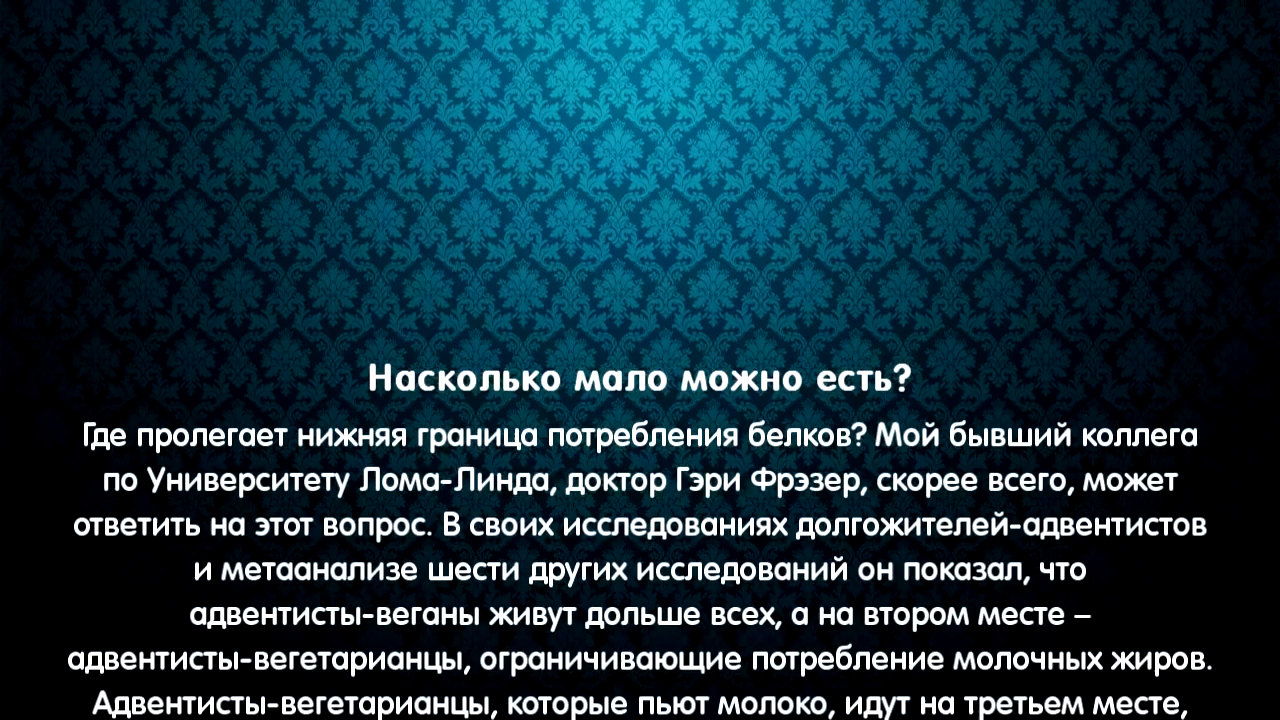 Насколько мало можно есть?
Где пролегает нижняя граница потребления белков? Мой бывший коллега
по Университету Лома-Линда, доктор Гэри Фрэзер, скорее всего, может
ответить на этот вопрос. В своих исследованиях долгожителей-адвентистов
и метаанализе шести других исследований он показал, что
адвентисты-веганы живут дольше всех, а на втором месте –
адвентисты-вегетарианцы, ограничивающие потребление молочных жиров.
Адвентисты-вегетарианцы, которые пьют молоко, идут на третьем месте,